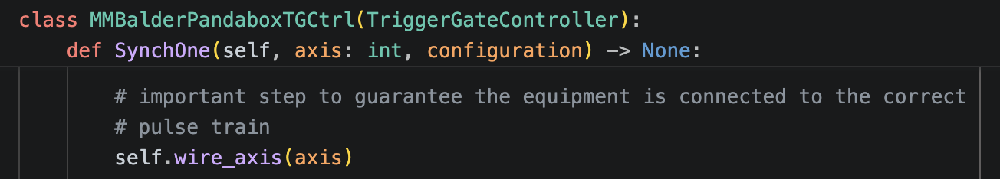 class MMBalderPandaboxTGCtrl(TriggerGateController):
    def SynchOne(self, axis: int, configuration) -> None:
        # important step to guarantee the equipment is connected to the correct
        # pulse train
        self.wire_axis(axis)